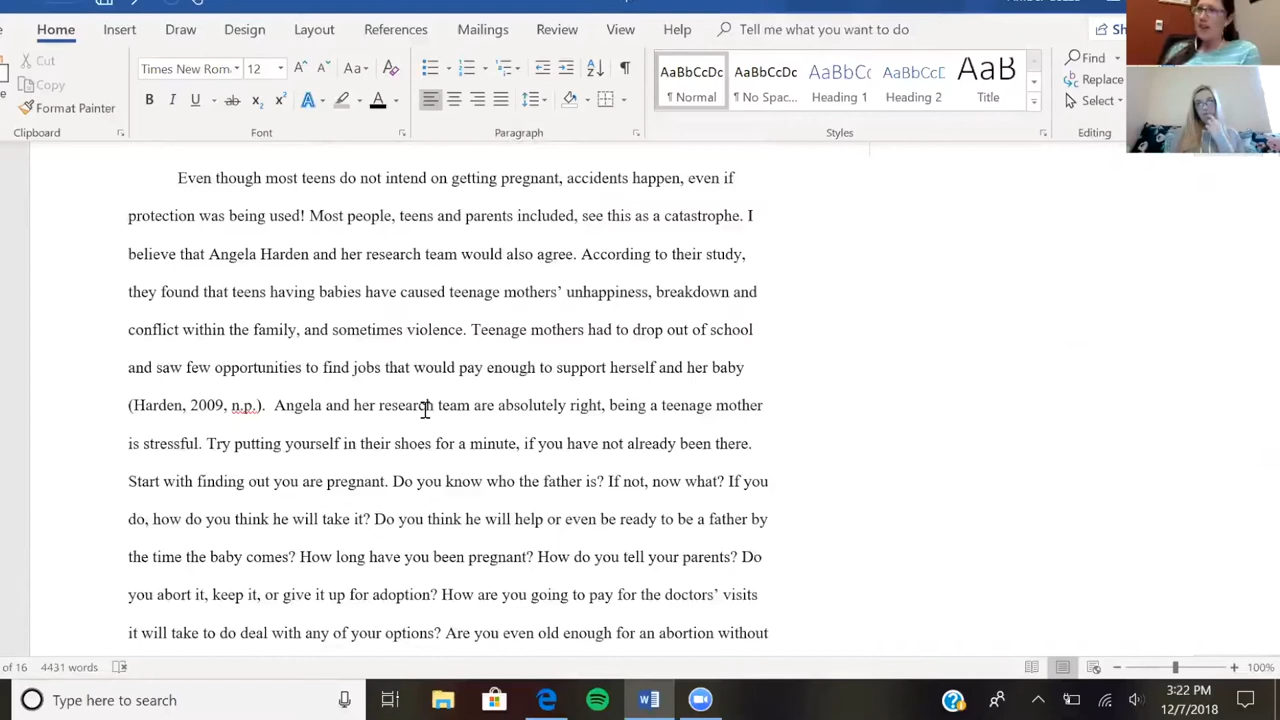 Home Insert Draw Design Layout References Mailings Review View Help Tell me what you want to do
Cut
Copy
Format Painter
Clipboard
Times New Rom 12
Font
Paragraph
AaBbCcDc AaBbCcDc AaBbCc AaBbCcD AaB
¶ Normal ¶ No Spac... Heading 1 Heading 2 Title
Styles
Find
Replace
Select
Editing
Even though most teens do not intend on getting pregnant, accidents happen, even if
protection was being used! Most people, teens and parents included, see this as a catastrophe. I
believe that Angela Harden and her research team would also agree. According to their study,
they found that teens having babies have caused teenage mothers’ unhappiness, breakdown and
conflict within the family, and sometimes violence. Teenage mothers had to drop out of school
and saw few opportunities to find jobs that would pay enough to support herself and her baby
(Harden, 2009, n.p.). Angela and her research team are absolutely right, being a teenage mother
is stressful. Try putting yourself in their shoes for a minute, if you have not already been there.
Start with finding out you are pregnant. Do you know who the father is? If not, now what? If you
do, how do you think he will take it? Do you think he will help or even be ready to be a father by
the time the baby comes? How long have you been pregnant? How do you tell your parents? Do
you abort it, keep it, or give it up for adoption? How are you going to pay for the doctors’ visits
it will take to do deal with any of your options? Are you even old enough for an abortion without
of 16 4431 words 100%
Type here to search
3:22 PM
12/7/2018